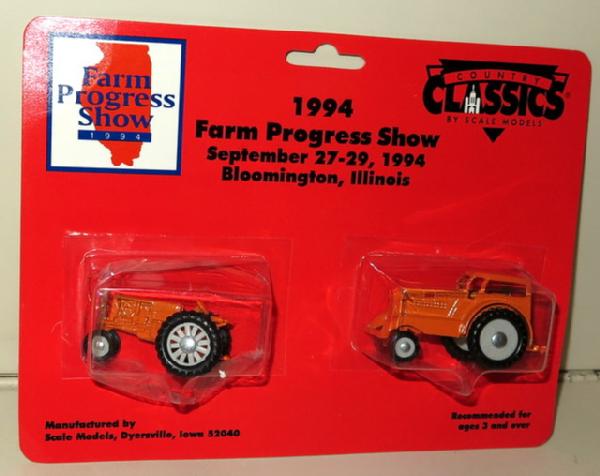 Farm
Progress
Show
1994
COUNTRY
CLASSICS®
BY SCALE MODELS
1994
Farm Progress Show
September 27-29, 1994
Bloomington, Illinois
Manufactured by
Scale Models, Dyersville, Iowa 52040
Recommended for
ages 3 and over